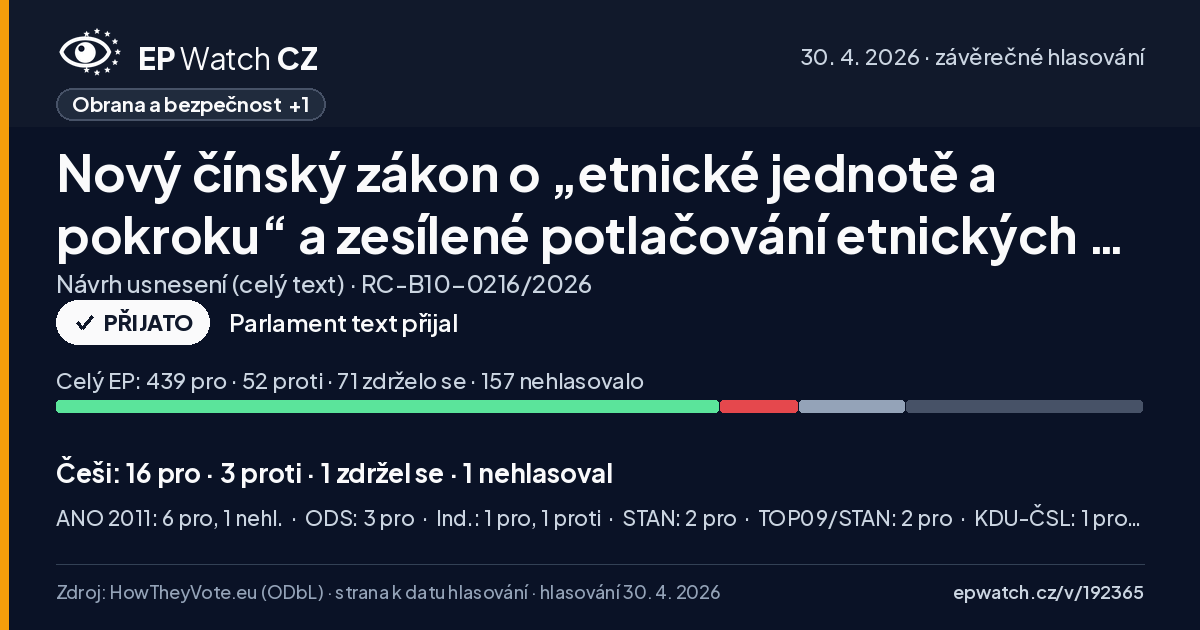 EP Watch CZ
30. 4. 2026 · závěrečné hlasování
Obrana a bezpečnost +1
Nový čínský zákon o „etnické jednotě a
pokroku“ a zesílené potlačování etnických ...
Návrh usnesení (celý text) · RC-B10-0216/2026
✓ PŘIJATO Parlament text přijal
Celý EP: 439 pro · 52 proti · 71 zdrželo se · 157 nehlasovalo
Češi: 16 pro · 3 proti · 1 zdržel se · 1 nehlasoval
ANO 2011: 6 pro, 1 nehl. · ODS: 3 pro · Ind.: 1 pro, 1 proti · STAN: 2 pro · TOP09/STAN: 2 pro · KDU-ČSL: 1 pro…
Zdroj: HowTheyVote.eu (ODbL) · strana k datu hlasování · hlasování 30. 4. 2026
epwatch.cz/v/192365